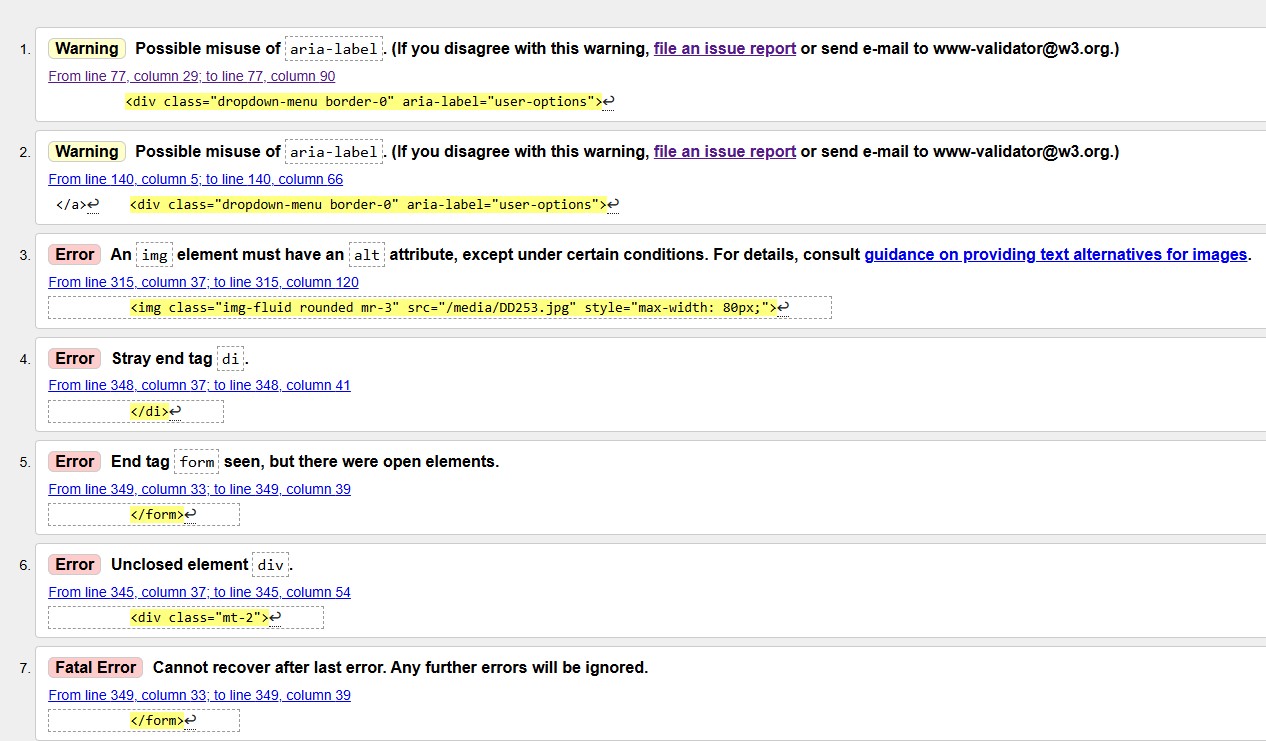 1. Warning Possible misuse of aria-label. (If you disagree with this warning, file an issue report or send e-mail to www-validator@w3.org.)
From line 77, column 29; to line 77, column 90
<div class="dropdown-menu border-0" aria-label="user-options">↩
2. Warning Possible misuse of aria-label. (If you disagree with this warning, file an issue report or send e-mail to www-validator@w3.org.)
From line 140, column 5; to line 140, column 66
</a>↩ <div class="dropdown-menu border-0" aria-label="user-options">↩
3. Error An img element must have an alt attribute, except under certain conditions. For details, consult guidance on providing text alternatives for images.
From line 315, column 37; to line 315, column 120
<img class="img-fluid rounded mr-3" src="/media/DD253.jpg" style="max-width: 80px;">↩
4. Error Stray end tag di.
From line 348, column 37; to line 348, column 41
</di>↩
5. Error End tag form seen, but there were open elements.
From line 349, column 33; to line 349, column 39
</form>↩
6. Error Unclosed element div.
From line 345, column 37; to line 345, column 54
<div class="mt-2">↩
7. Fatal Error Cannot recover after last error. Any further errors will be ignored.
From line 349, column 33; to line 349, column 39
</form>↩